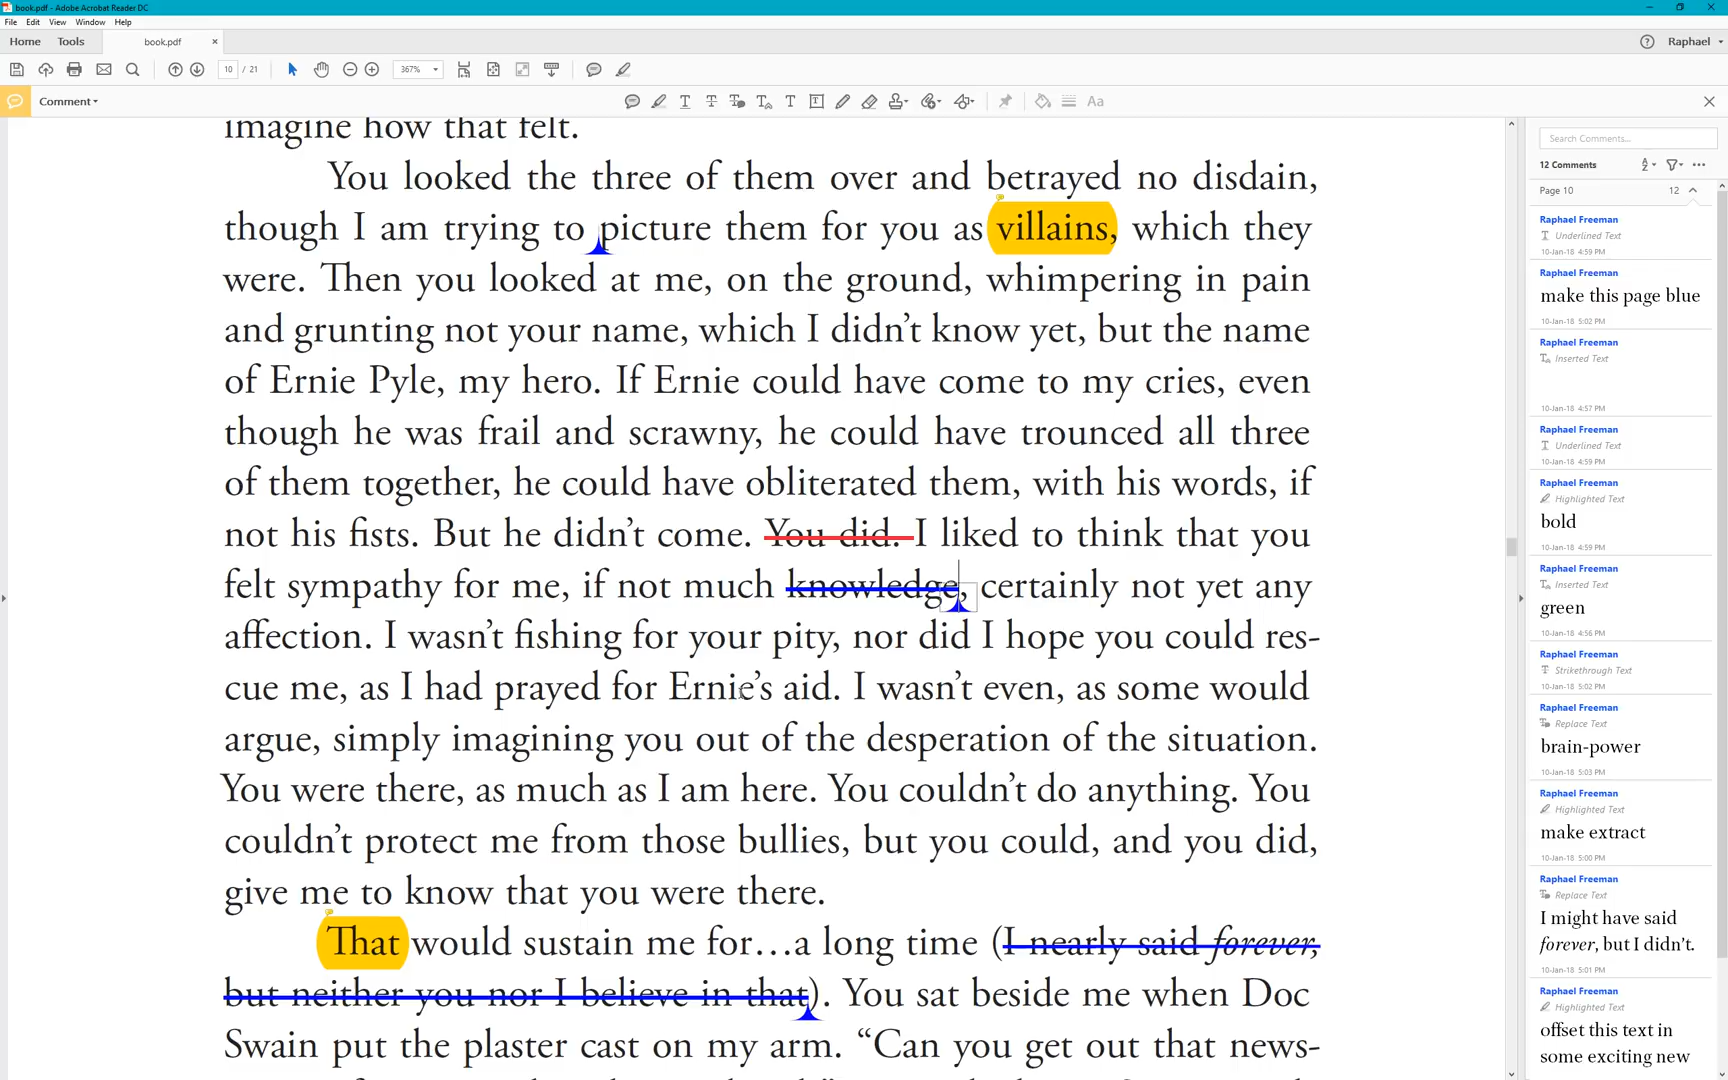 book.pdf - Adobe Acrobat Reader DC
File Edit View Window Help
Home Tools book.pdf × Raphael
10 / 21 367%
Comment Aa
imagine how that felt.
You looked the three of them over and betrayed no disdain,
though I am trying to picture them for you as villains, which they
were. Then you looked at me, on the ground, whimpering in pain
and grunting not your name, which I didn’t know yet, but the name
of Ernie Pyle, my hero. If Ernie could have come to my cries, even
though he was frail and scrawny, he could have trounced all three
of them together, he could have obliterated them, with his words, if
not his fists. But he didn’t come. You did. I liked to think that you
felt sympathy for me, if not much knowledge, certainly not yet any
affection. I wasn’t fishing for your pity, nor did I hope you could res-
cue me, as I had prayed for Ernie’s aid. I wasn’t even, as some would
argue, simply imagining you out of the desperation of the situation.
You were there, as much as I am here. You couldn’t do anything. You
couldn’t protect me from those bullies, but you could, and you did,
give me to know that you were there.
That would sustain me for…a long time (I nearly said forever,
but neither you nor I believe in that). You sat beside me when Doc
Swain put the plaster cast on my arm. “Can you get out that news-
Search Comments...
12 Comments
Page 10 12
Raphael Freeman
Underlined Text
10-Jan-18 4:59 PM
Raphael Freeman
make this page blue
10-Jan-18 5:02 PM
Raphael Freeman
Inserted Text
10-Jan-18 4:57 PM
Raphael Freeman
Underlined Text
10-Jan-18 4:59 PM
Raphael Freeman
Highlighted Text
bold
10-Jan-18 4:59 PM
Raphael Freeman
Inserted Text
green
10-Jan-18 4:56 PM
Raphael Freeman
Strikethrough Text
10-Jan-18 5:02 PM
Raphael Freeman
Replace Text
brain-power
10-Jan-18 5:03 PM
Raphael Freeman
Highlighted Text
make extract
10-Jan-18 5:00 PM
Raphael Freeman
Replace Text
I might have said
forever, but I didn’t.
10-Jan-18 5:01 PM
Raphael Freeman
Highlighted Text
offset this text in
some exciting new